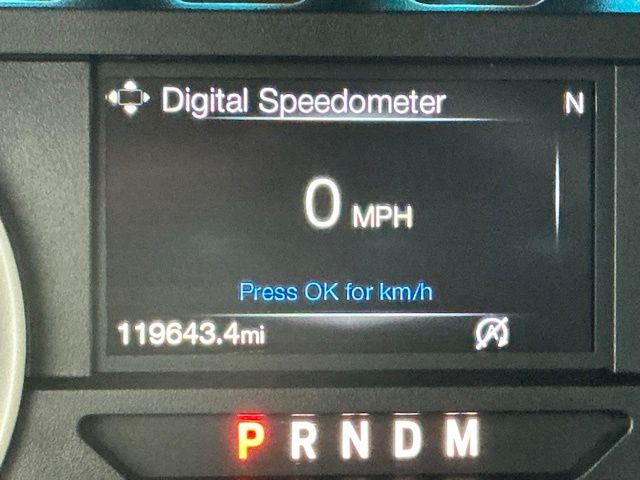 Digital Speedometer N
0 MPH
Press OK for km/h
119643.4mi
P R N D M